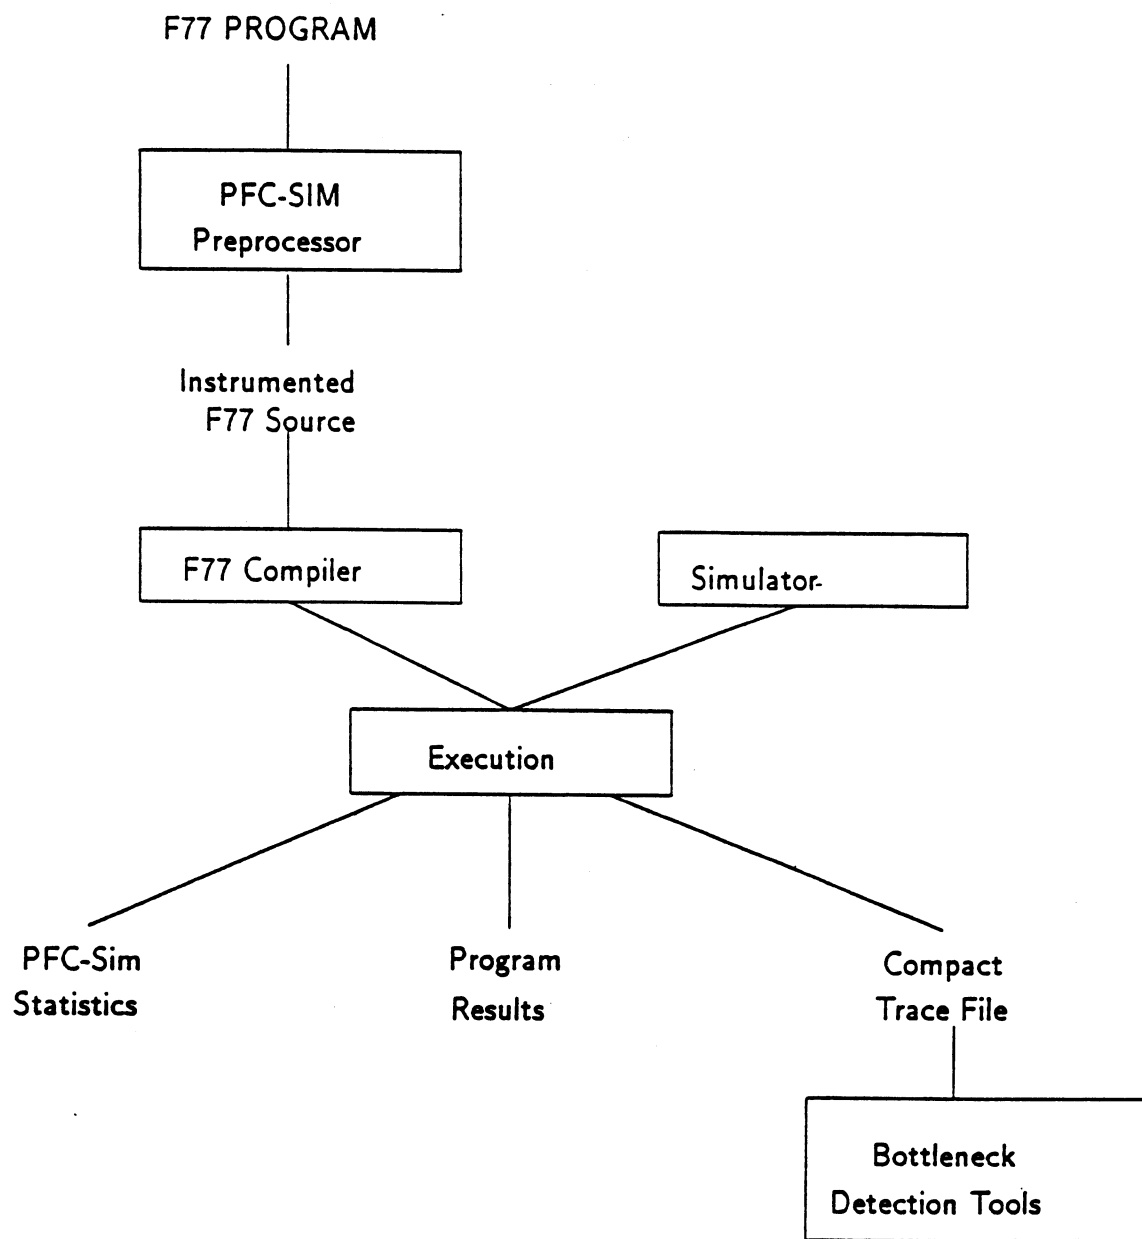 F77 PROGRAM
PFC-SIM
Preprocessor
Instrumented
F77 Source
F77 Compiler
Simulator-
Execution
PFC-Sim
Statistics
Program
Results
Compact
Trace File
Bottleneck
Detection Tools